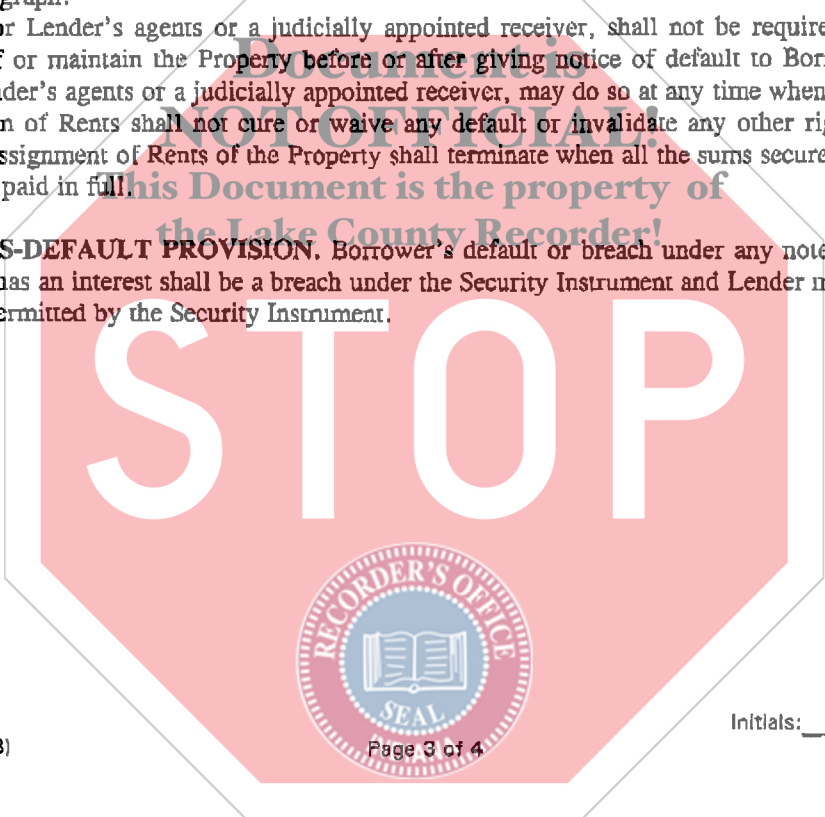 graph.
or Lender's agents or a judicially appointed receiver, shall not be require
f or maintain the Property before or after giving notice of default to Bor
Document is
nder's agents or a judicially appointed receiver, may do so at any time when
n of Rents shall not cure or waive any default or invalidate any other rig
NOT OFFICIAL!
ssignment of Rents of the Property shall terminate when all the sums secure
paid in full.
This Document is the property of
the Lake County Recorder!
S-DEFAULT PROVISION. Borrower's default or breach under any note
has an interest shall be a breach under the Security Instrument and Lender m
ermitted by the Security Instrument.
STOP
RECORDER'S OFFICE
SEAL
INDIANA
Initials:
3)
Page 3 of 4